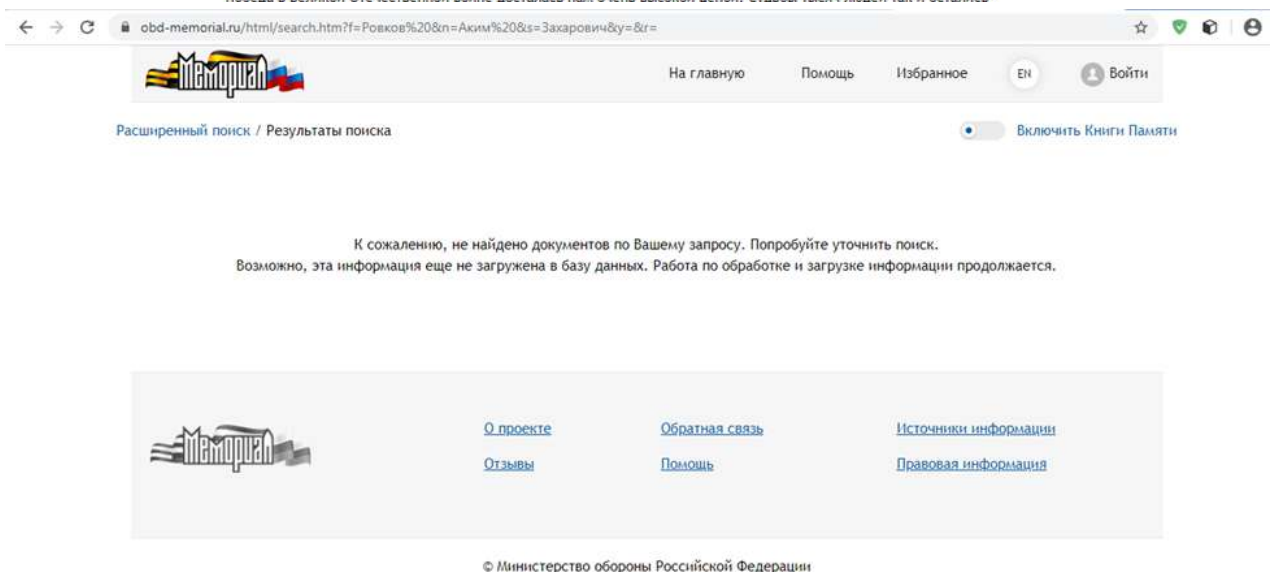 obd-memorial.ru/html/search.htm?f=Ровков%20&n=Аким%20&s=Захарович&y=&r=
Мемориал
На главную Помощь Избранное EN Войти
Расширенный поиск / Результаты поиска Включить Книги Памяти
К сожалению, не найдено документов по Вашему запросу. Попробуйте уточнить поиск.
Возможно, эта информация еще не загружена в базу данных. Работа по обработке и загрузке информации продолжается.
Мемориал
О проекте Обратная связь Источники информации
Отзывы Помощь Правовая информация
© Министерство обороны Российской Федерации